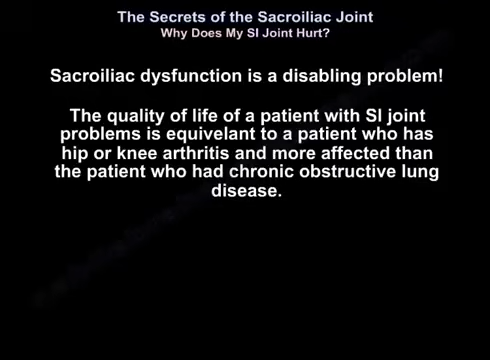 The Secrets of the Sacroiliac Joint
Why Does My SI Joint Hurt?
Sacroiliac dysfunction is a disabling problem!
The quality of life of a patient with SI joint
problems is equivelant to a patient who has
hip or knee arthritis and more affected than
the patient who had chronic obstructive lung
disease.